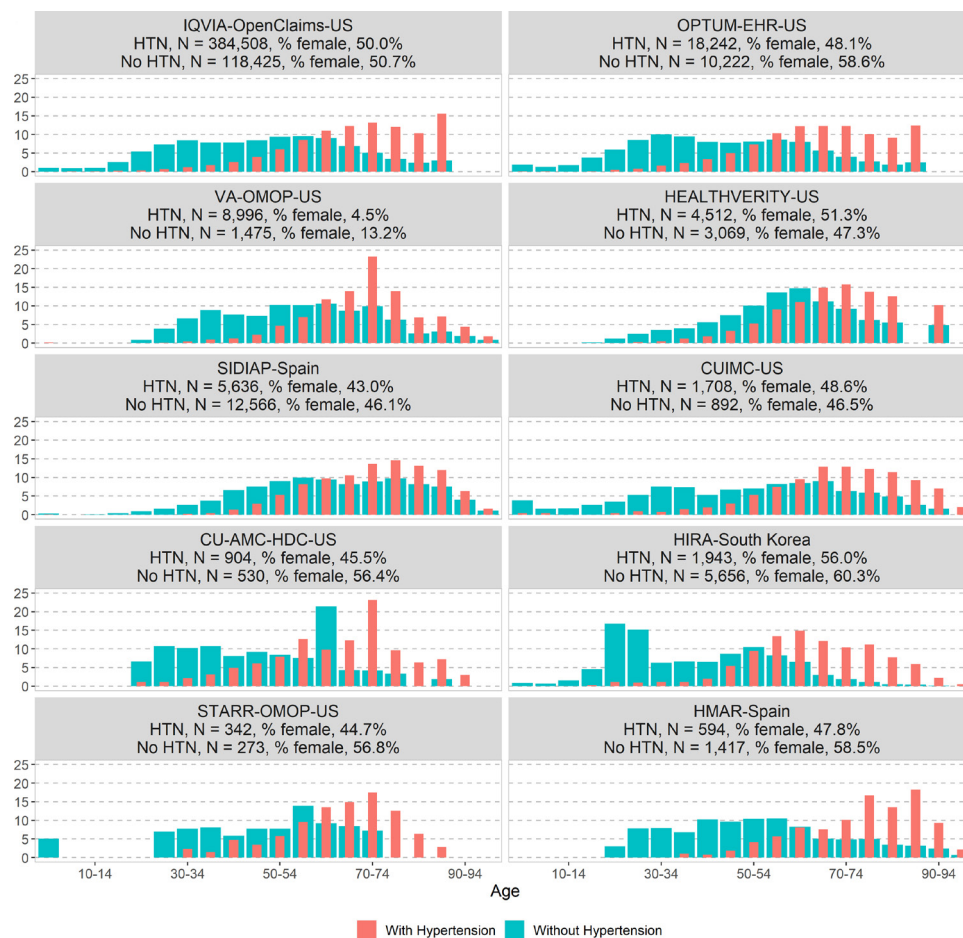 IQVIA-OpenClaims-US
HTN, N = 384,508, % female, 50.0%
No HTN, N = 118,425, % female, 50.7%
OPTUM-EHR-US
HTN, N = 18,242, % female, 48.1%
No HTN, N = 10,222, % female, 58.6%
25
20
15
10
5
0
VA-OMOP-US
HTN, N = 8,996, % female, 4.5%
No HTN, N = 1,475, % female, 13.2%
HEALTHVERITY-US
HTN, N = 4,512, % female, 51.3%
No HTN, N = 3,069, % female, 47.3%
25
20
15
10
5
0
SIDIAP-Spain
HTN, N = 5,636, % female, 43.0%
No HTN, N = 12,566, % female, 46.1%
CUIMC-US
HTN, N = 1,708, % female, 48.6%
No HTN, N = 892, % female, 46.5%
25
20
15
10
5
0
CU-AMC-HDC-US
HTN, N = 904, % female, 45.5%
No HTN, N = 530, % female, 56.4%
HIRA-South Korea
HTN, N = 1,943, % female, 56.0%
No HTN, N = 5,656, % female, 60.3%
25
20
15
10
5
0
STARR-OMOP-US
HTN, N = 342, % female, 44.7%
No HTN, N = 273, % female, 56.8%
HMAR-Spain
HTN, N = 594, % female, 47.8%
No HTN, N = 1,417, % female, 58.5%
25
20
15
10
5
0
10-14 30-34 50-54 70-74 90-94
10-14 30-34 50-54 70-74 90-94
Age
With Hypertension
Without Hypertension